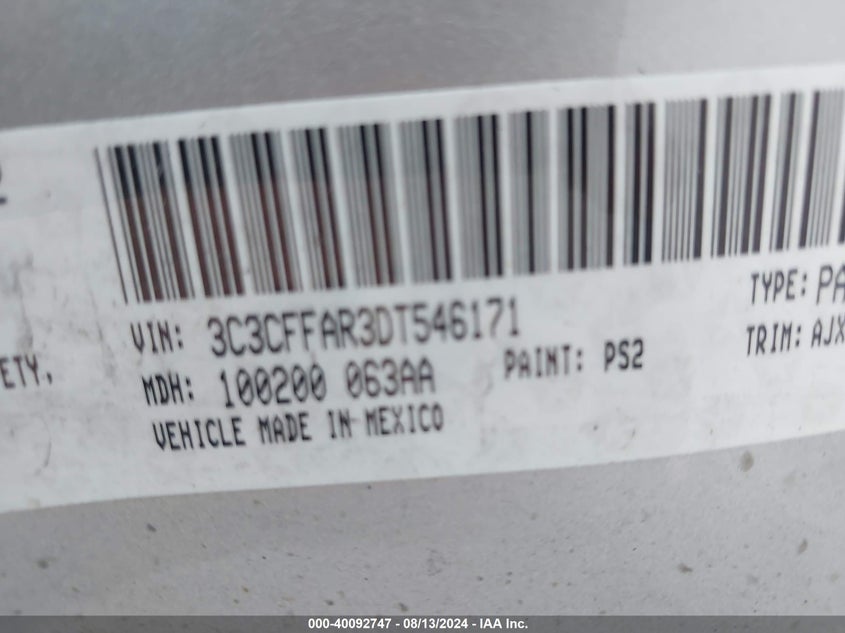 TYPE: PA
VIN: 3C3CFFAR3DT546171
TRIM: AJX
ETY,
PAINT: PS2
MDH: 100200 063AA
VEHICLE MADE IN MEXICO
000-40092747 - 08/13/2024 - IAA Inc.